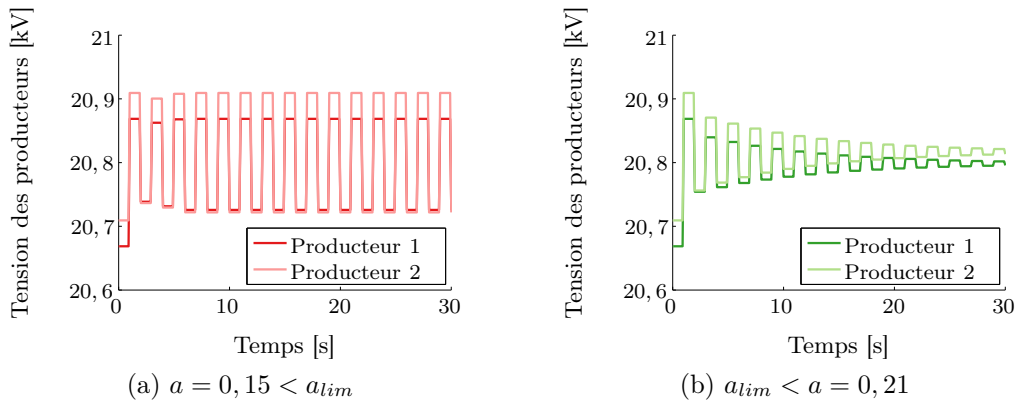 Tension des producteurs [kV]
21
20,9
20,8
20,7
20,6
0
10
20
30
Temps [s]
Producteur 1
Producteur 2
(a) a = 0, 15 < a_lim
Tension des producteurs [kV]
21
20,9
20,8
20,7
20,6
0
10
20
30
Temps [s]
Producteur 1
Producteur 2
(b) a_lim < a = 0, 21